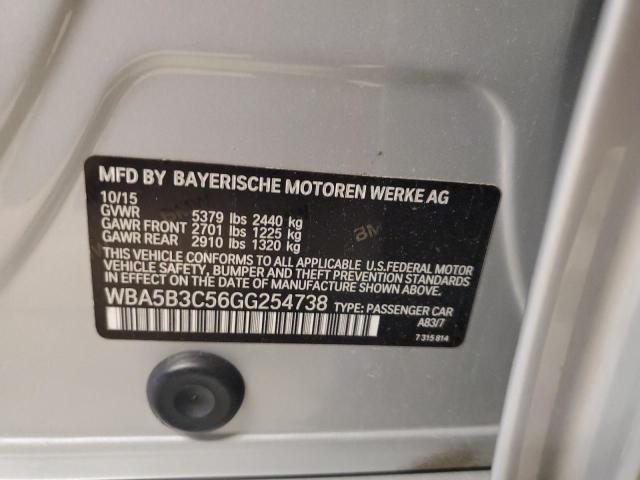 MFD BY BAYERISCHE MOTOREN WERKE AG
10/15
GVWR 5379 lbs 2440 kg
GAWR FRONT 2701 lbs 1225 kg
GAWR REAR 2910 lbs 1320 kg
THIS VEHICLE CONFORMS TO ALL APPLICABLE U.S.FEDERAL MOTOR
VEHICLE SAFETY, BUMPER AND THEFT PREVENTION STANDARDS
IN EFFECT ON THE DATE OF MANUFACTURE SHOWN ABOVE.
WBA5B3C56GG254738 TYPE: PASSENGER CAR
A83/7
7 315 814